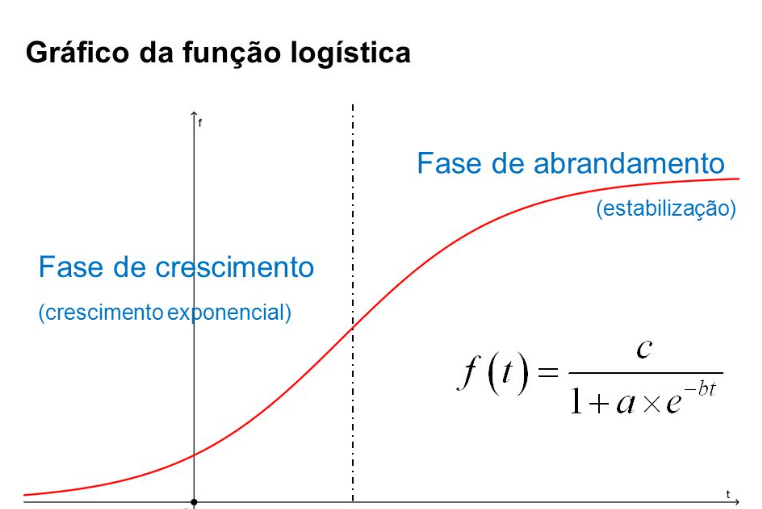 Gráfico da função logística
f
Fase de abrandamento
(estabilização)
Fase de crescimento
(crescimento exponencial)
f(t) = c / (1 + a × e^(−bt))
t